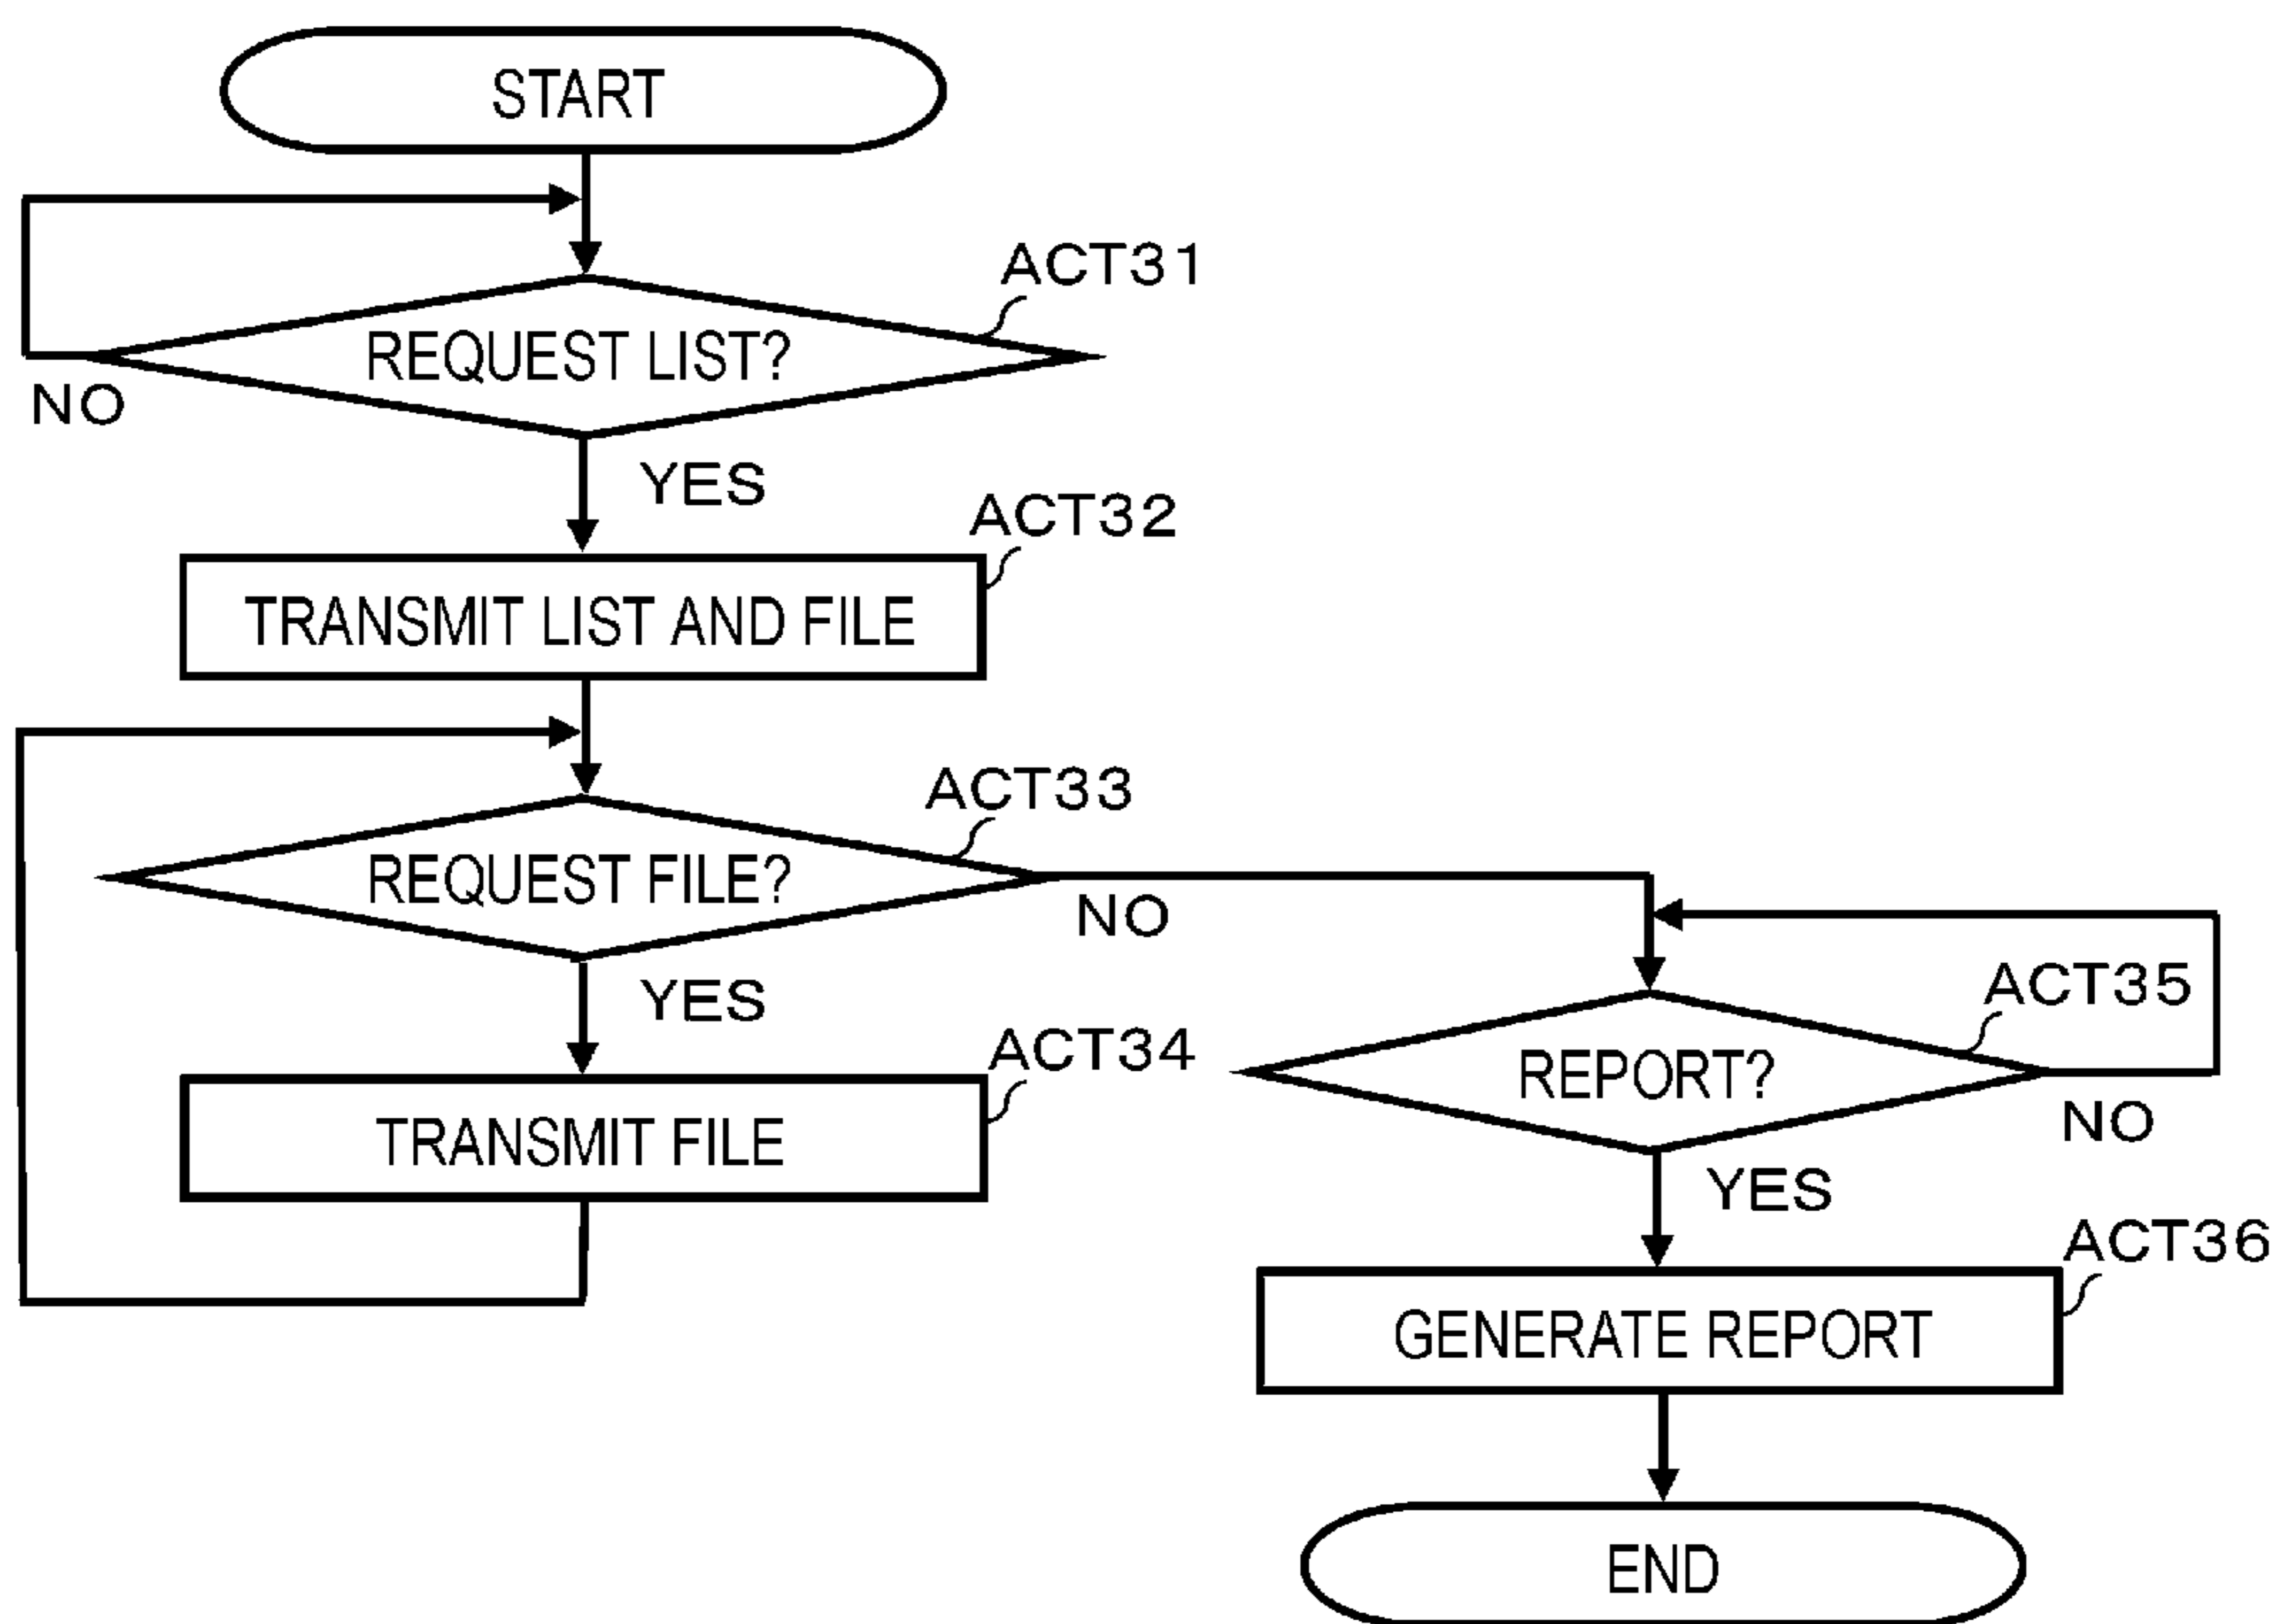 START
ACT31
REQUEST LIST?
NO
YES
ACT32
TRANSMIT LIST AND FILE
ACT33
REQUEST FILE?
NO
YES
ACT34
TRANSMIT FILE
ACT35
REPORT?
NO
YES
ACT36
GENERATE REPORT
END